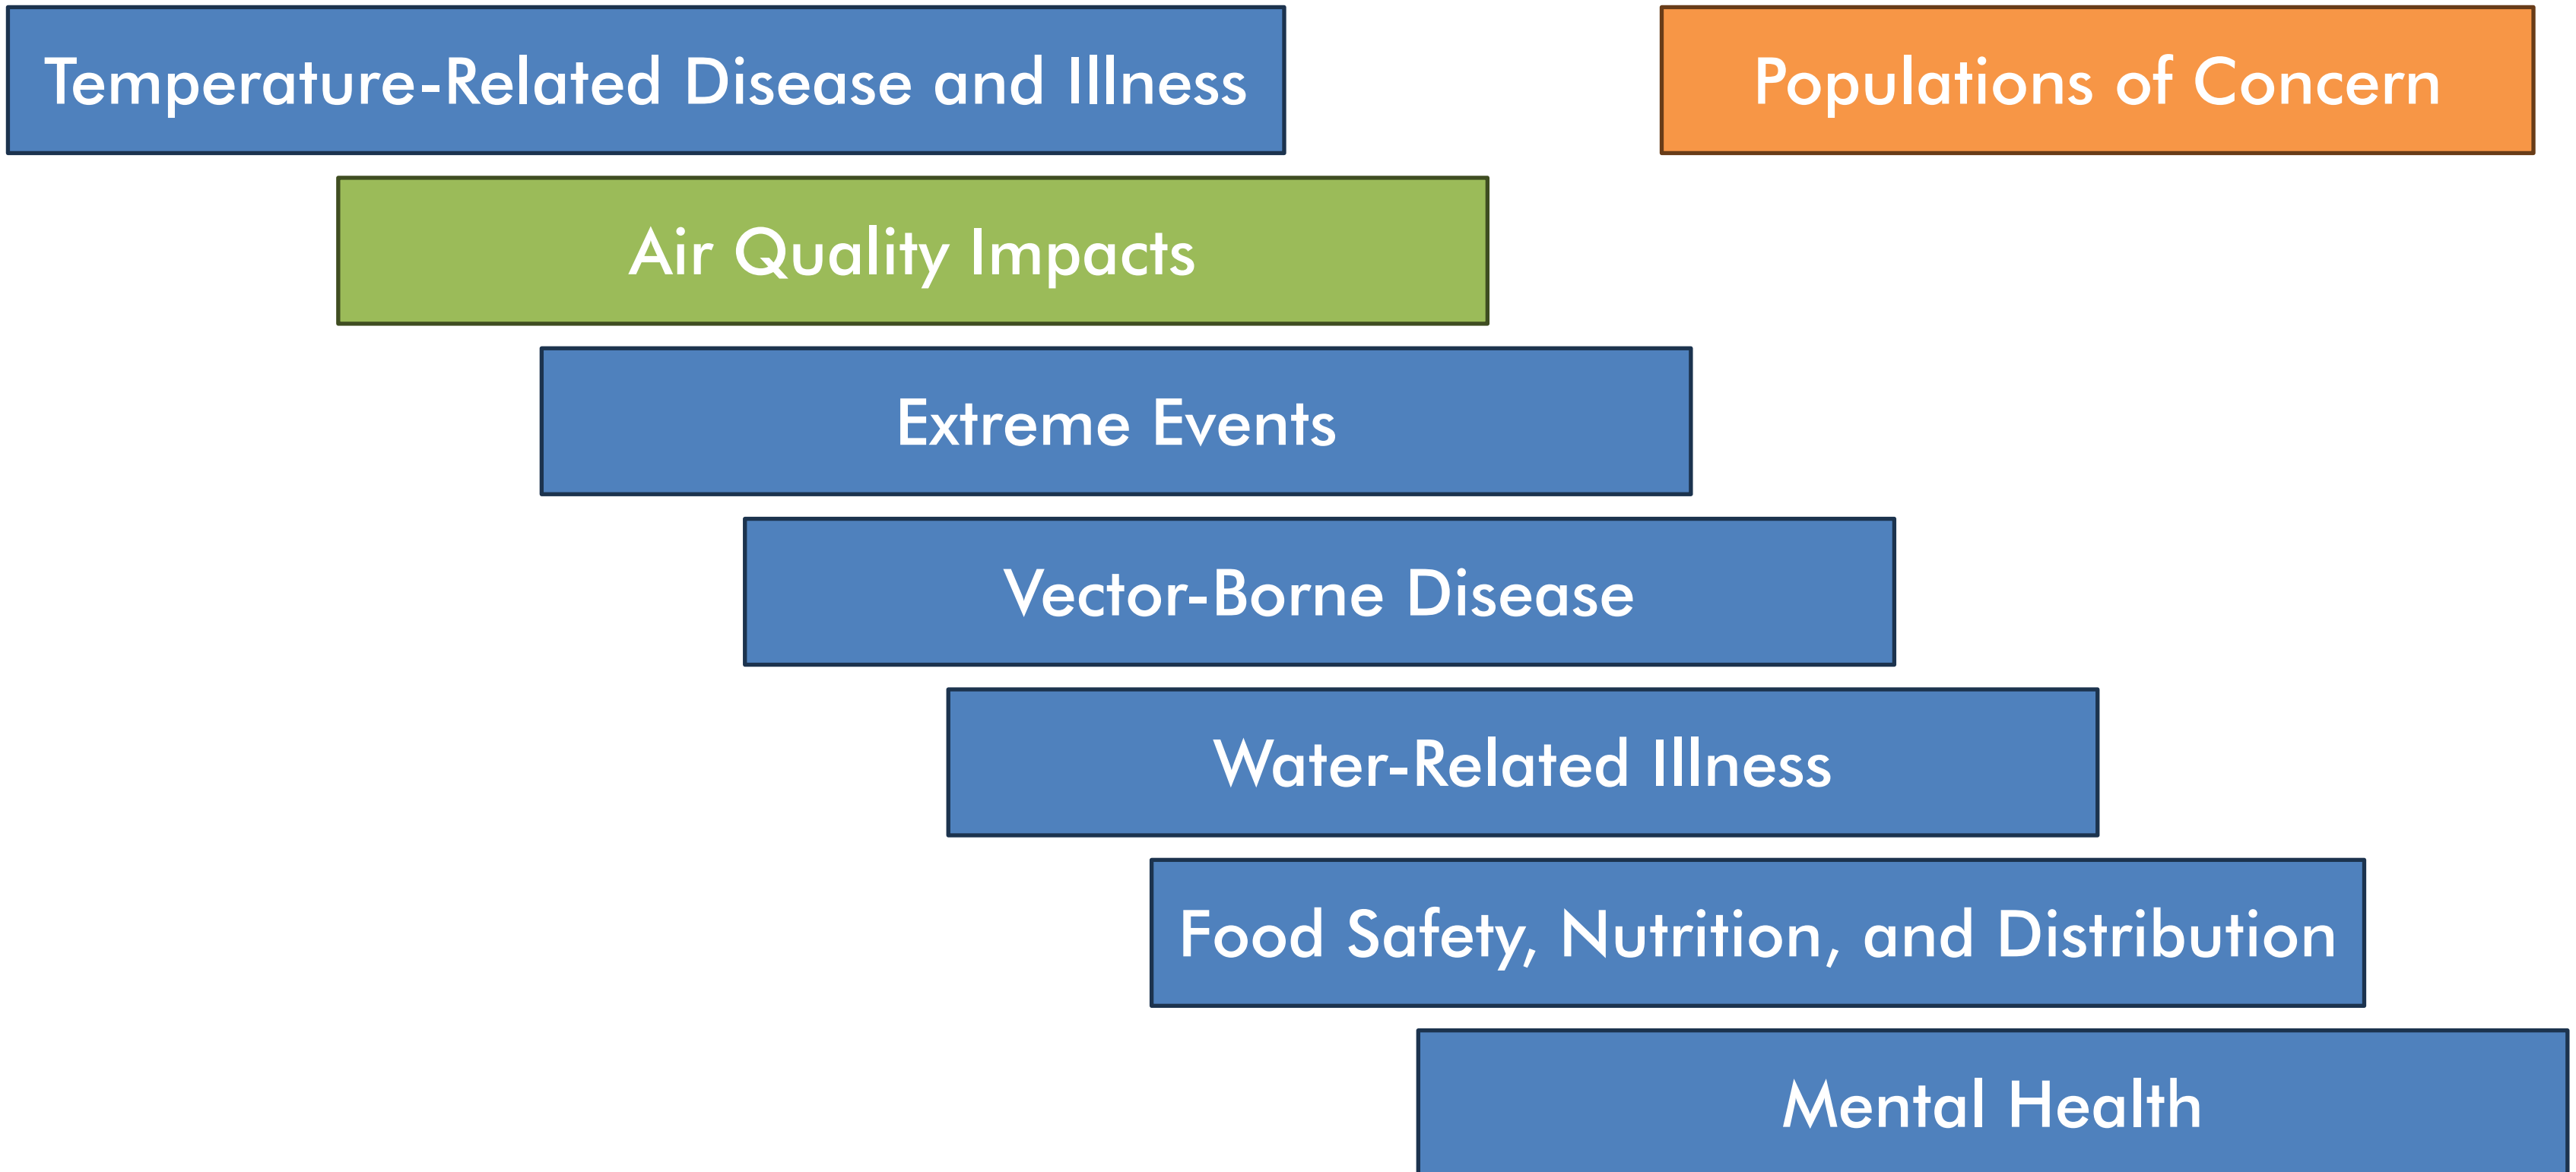 Temperature-Related Disease and Illness
Populations of Concern
Air Quality Impacts
Extreme Events
Vector-Borne Disease
Water-Related Illness
Food Safety, Nutrition, and Distribution
Mental Health